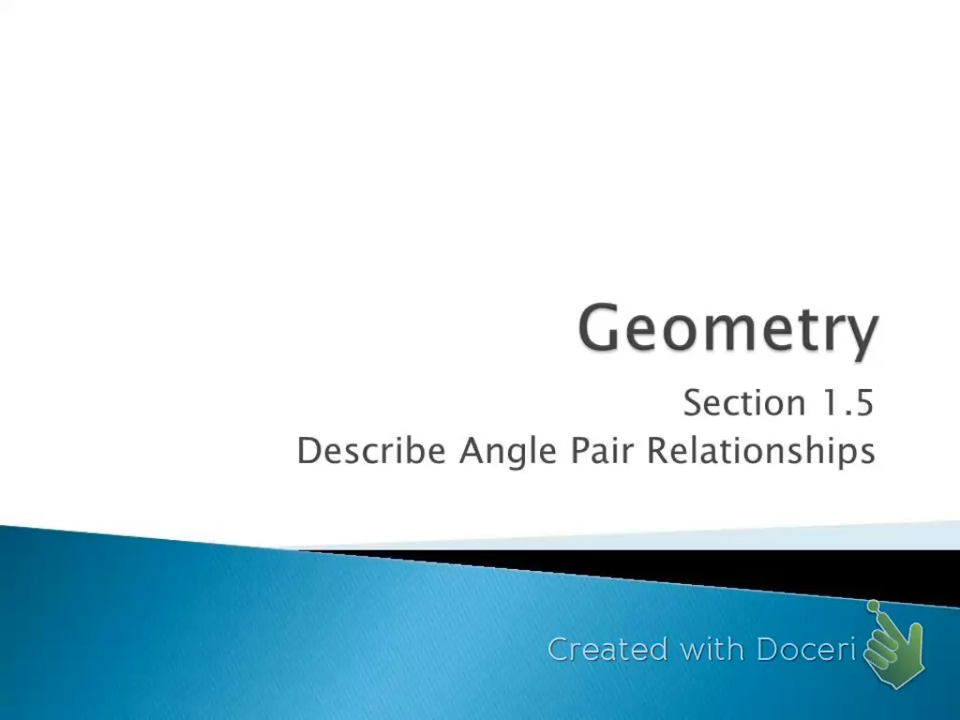 Geometry
Section 1.5
Describe Angle Pair Relationships
Created with Doceri